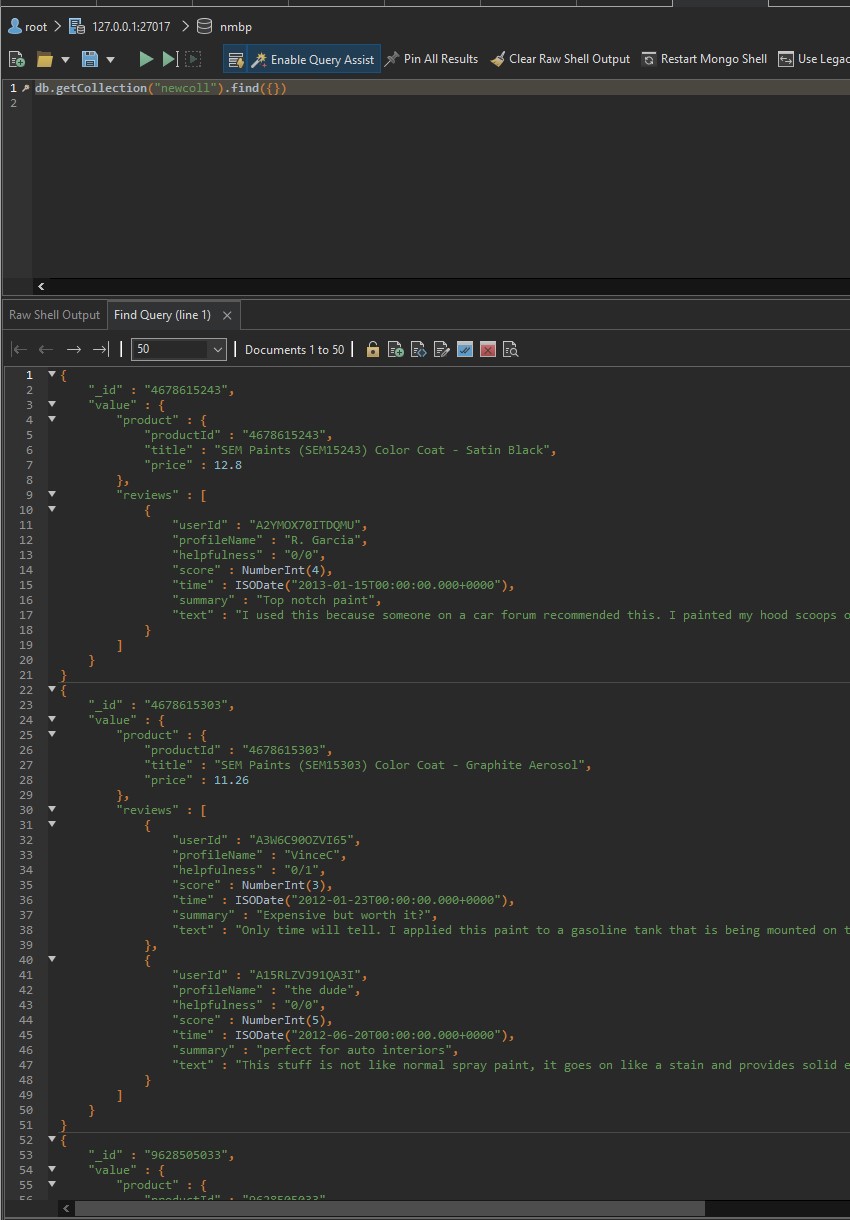 root > 127.0.0.1:27017 > nmbp
Enable Query Assist Pin All Results Clear Raw Shell Output Restart Mongo Shell Use Legac
1 db.getCollection("newcoll").find({})
2
Raw Shell Output Find Query (line 1)
50 Documents 1 to 50
1 {
2 "_id" : "4678615243",
3 "value" : {
4 "product" : {
5 "productId" : "4678615243",
6 "title" : "SEM Paints (SEM15243) Color Coat - Satin Black",
7 "price" : 12.8
8 },
9 "reviews" : [
10 {
11 "userId" : "A2YMOX70ITDQMU",
12 "profileName" : "R. Garcia",
13 "helpfulness" : "0/0",
14 "score" : NumberInt(4),
15 "time" : ISODate("2013-01-15T00:00:00.000+0000"),
16 "summary" : "Top notch paint",
17 "text" : "I used this because someone on a car forum recommended this. I painted my hood scoops o
18 }
19 ]
20 }
21 }
22 {
23 "_id" : "4678615303",
24 "value" : {
25 "product" : {
26 "productId" : "4678615303",
27 "title" : "SEM Paints (SEM15303) Color Coat - Graphite Aerosol",
28 "price" : 11.26
29 },
30 "reviews" : [
31 {
32 "userId" : "A3W6C90OZVI65",
33 "profileName" : "VinceC",
34 "helpfulness" : "0/1",
35 "score" : NumberInt(3),
36 "time" : ISODate("2012-01-23T00:00:00.000+0000"),
37 "summary" : "Expensive but worth it?",
38 "text" : "Only time will tell. I applied this paint to a gasoline tank that is being mounted on t
39 },
40 {
41 "userId" : "A15RLZVJ91QA3I",
42 "profileName" : "the dude",
43 "helpfulness" : "0/0",
44 "score" : NumberInt(5),
45 "time" : ISODate("2012-06-20T00:00:00.000+0000"),
46 "summary" : "perfect for auto interiors",
47 "text" : "This stuff is not like normal spray paint, it goes on like a stain and provides solid e
48 }
49 ]
50 }
51 }
52 {
53 "_id" : "9628505033",
54 "value" : {
55 "product" : {
56 "productId" : "9628505033"